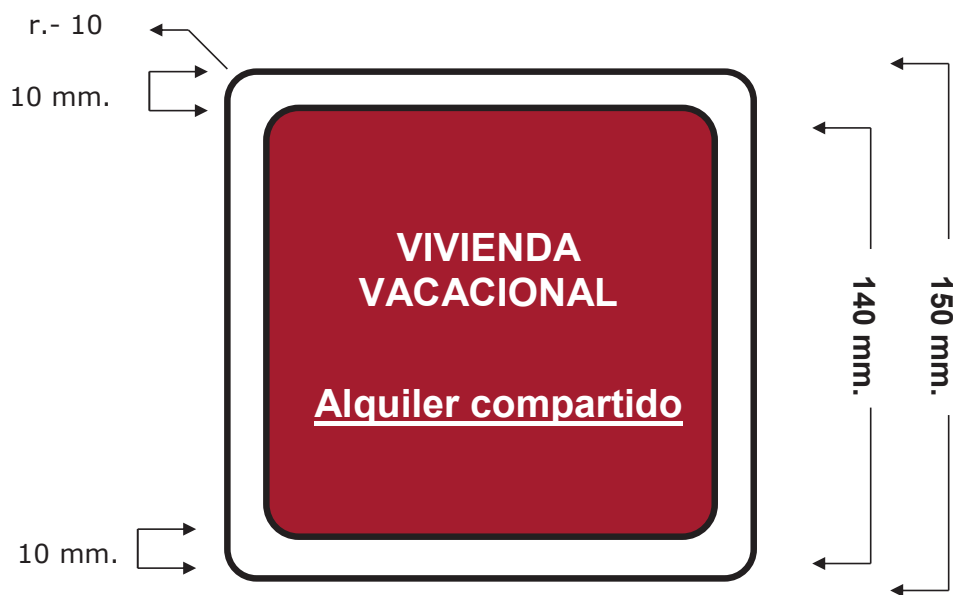 r.- 10
10 mm.
VIVIENDA
VACACIONAL
Alquiler compartido
140 mm.
150 mm.
10 mm.